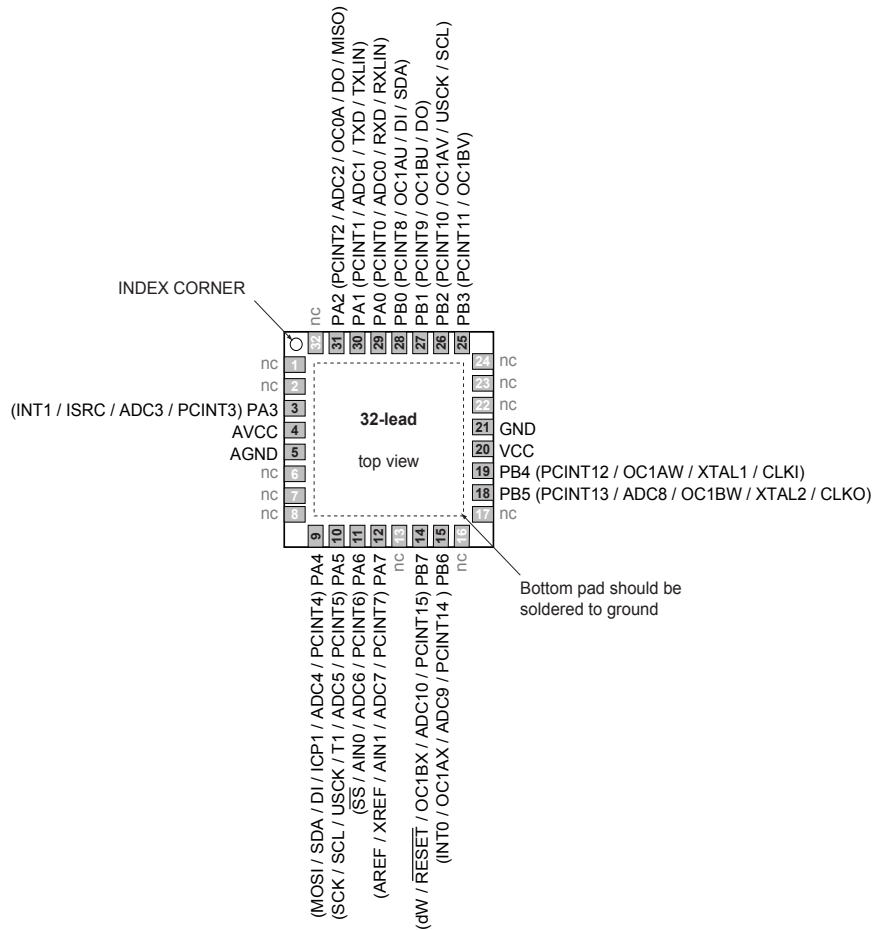 PA2 (PCINT2 / ADC2 / OC0A / DO / MISO)
PA1 (PCINT1 / ADC1 / TXD / TXLIN)
PA0 (PCINT0 / ADC0 / RXD / RXLIN)
PB0 (PCINT8 / OC1AU / DI / SDA)
PB1 (PCINT9 / OC1BU / DO)
PB2 (PCINT10 / OC1AV / USCK / SCL)
PB3 (PCINT11 / OC1BV)
INDEX CORNER
nc
32 31 30 29 28 27 26 25
nc 1
nc 2
(INT1 / ISRC / ADC3 / PCINT3) PA3 3
AVCC 4
AGND 5
nc 6
nc 7
nc 8
32-lead
top view
24 nc
23 nc
22 nc
21 GND
20 VCC
19 PB4 (PCINT12 / OC1AW / XTAL1 / CLKI)
18 PB5 (PCINT13 / ADC8 / OC1BW / XTAL2 / CLKO)
17 nc
9 10 11 12 13 14 15 16
(MOSI / SDA / DI / ICP1 / ADC4 / PCINT4) PA4
(SCK / SCL / USCK / T1 / ADC5 / PCINT5) PA5
(SS / AIN0 / ADC6 / PCINT6) PA6
(AREF / XREF / AIN1 / ADC7 / PCINT7) PA7
nc
(dW / RESET / OC1BX / ADC10 / PCINT15) PB7
(INT0 / OC1AX / ADC9 / PCINT14 ) PB6
nc
Bottom pad should be
soldered to ground